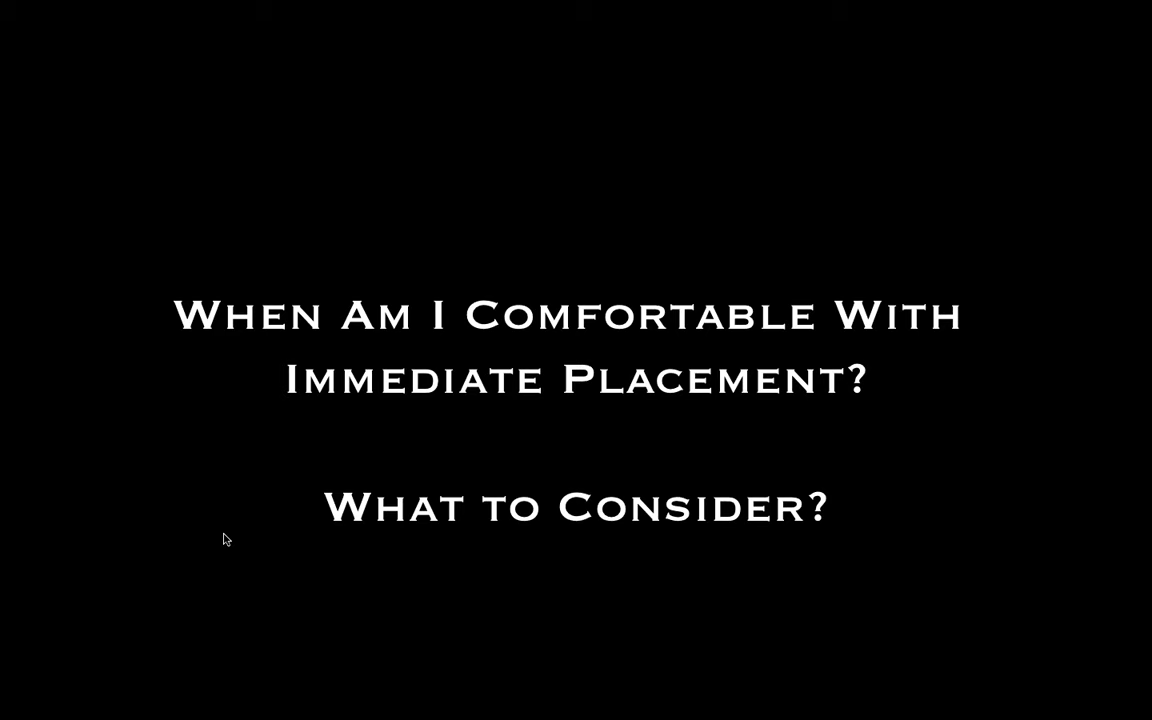 When Am I Comfortable With
Immediate Placement?
What to Consider?